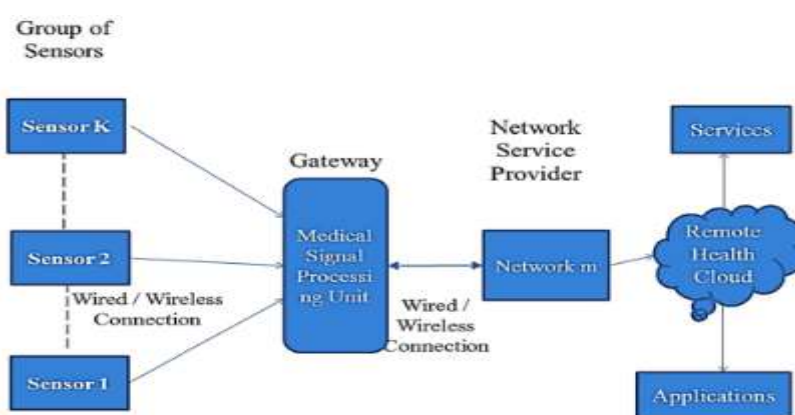 Group of
Sensors
Sensor K
Sensor 2
Wired / Wireless
Connection
Sensor 1
Gateway
Medical
Signal
Processi
ng Unit
Wired /
Wireless
Connection
Network
Service
Provider
Network m
Services
Remote
Health
Cloud
Applications